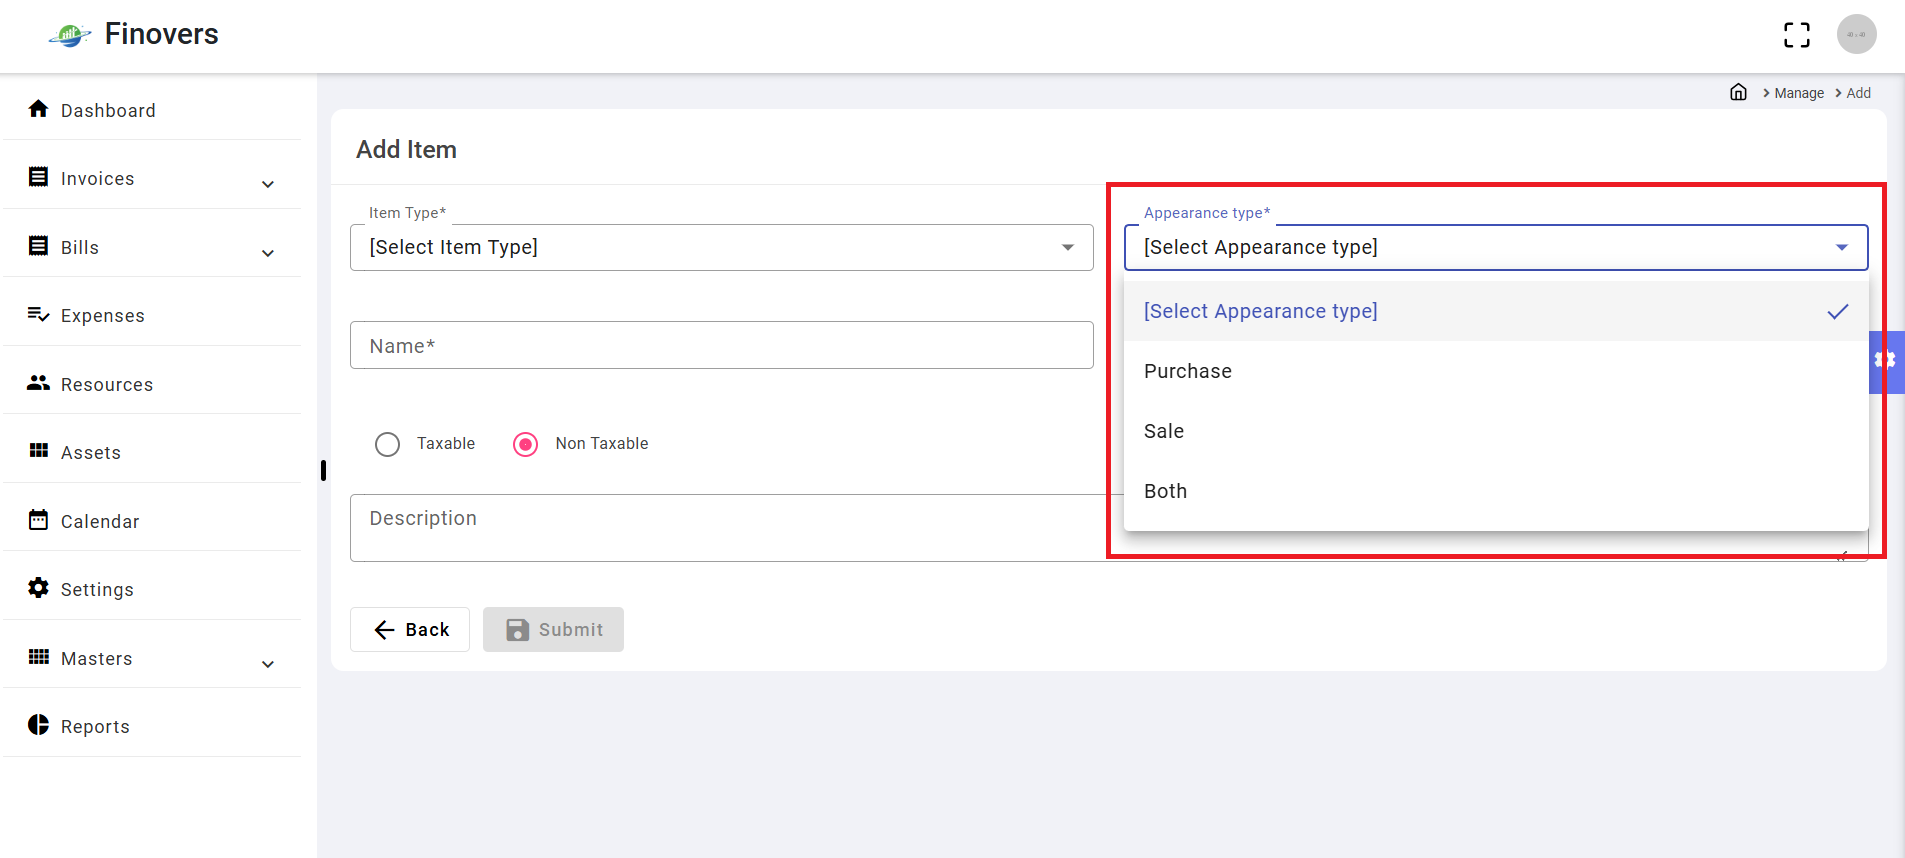 Finovers
Manage
Add
Dashboard
Invoices
Bills
Expenses
Resources
Assets
Calendar
Settings
Masters
Reports
Add Item
Item Type*
[Select Item Type]
Appearance type*
[Select Appearance type]
[Select Appearance type]
Purchase
Sale
Both
Name*
Taxable
Non Taxable
Description
Back
Submit